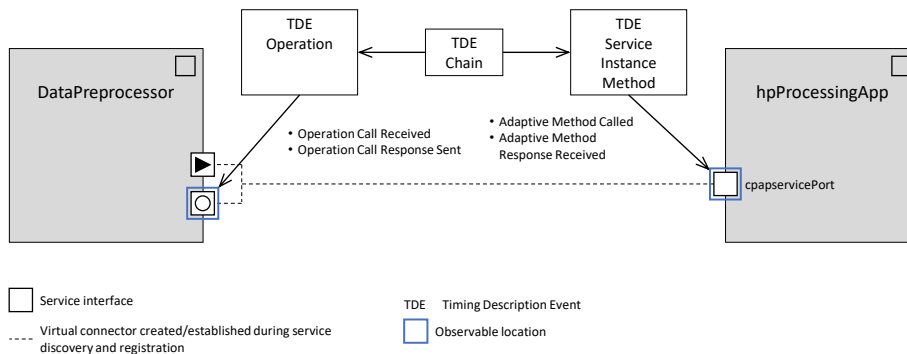 TDE
Operation
TDE
Chain
TDE
Service
Instance
Method
DataPreprocessor
hpProcessingApp
• Operation Call Received
• Operation Call Response Sent
• Adaptive Method Called
• Adaptive Method
Response Received
cpapservicePort
Service interface
Virtual connector created/established during service
discovery and registration
TDE Timing Description Event
Observable location